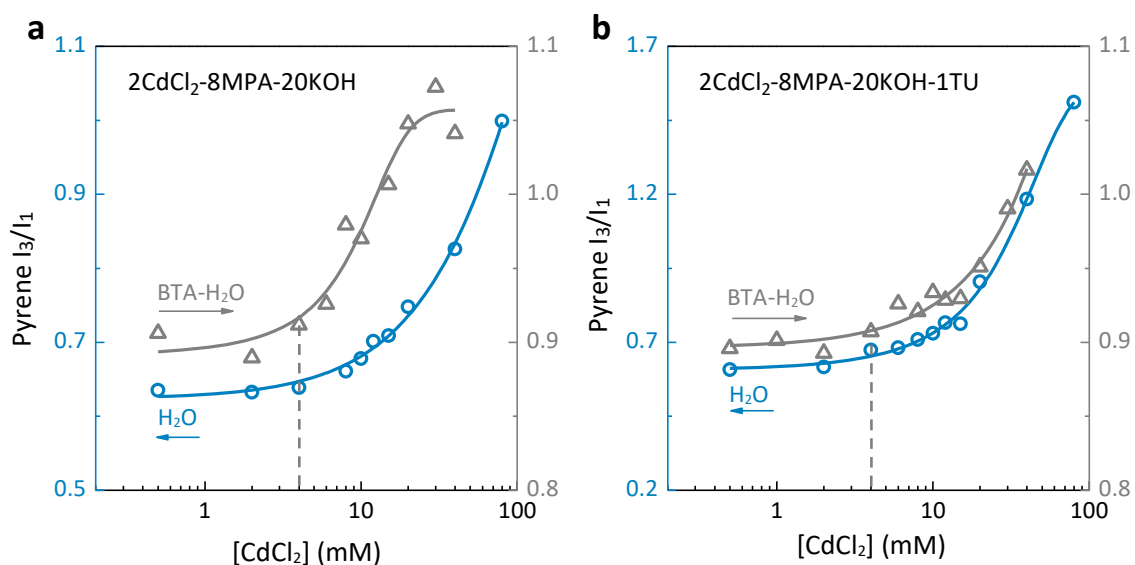 a
2CdCl₂-8MPA-20KOH
Pyrene I₃/I₁
1.1
0.9
0.7
0.5
1.1
1.0
0.9
0.8
BTA-H₂O
H₂O
1
10
100
[CdCl₂] (mM)
b
2CdCl₂-8MPA-20KOH-1TU
Pyrene I₃/I₁
1.7
1.2
0.7
0.2
1.1
1.0
0.9
0.8
BTA-H₂O
H₂O
1
10
100
[CdCl₂] (mM)